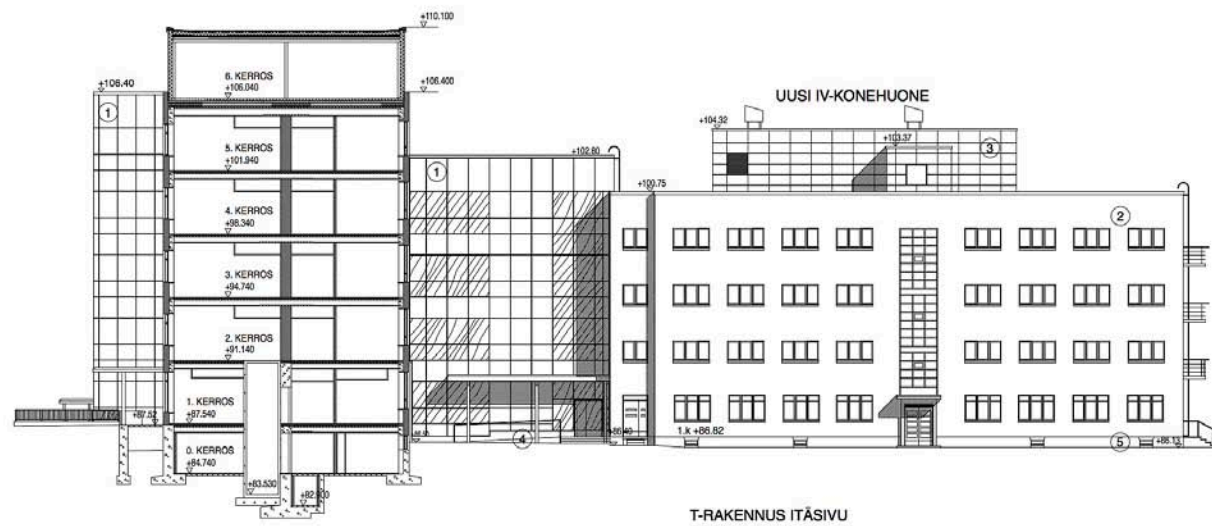 +110.100
6. KERROS
+106.040
+106.40
+106.400
1
UUSI IV-KONEHUONE
+104.32
+103.37
3
5. KERROS
+101.940
+102.60
1
+100.75
4. KERROS
+98.340
2
3. KERROS
+94.740
2. KERROS
+91.140
1. KERROS
+87.540
+87.52
1.k +86.82
+86.40
4
5
+86.13
0. KERROS
+84.740
+83.530
T-RAKENNUS ITÄSIVU